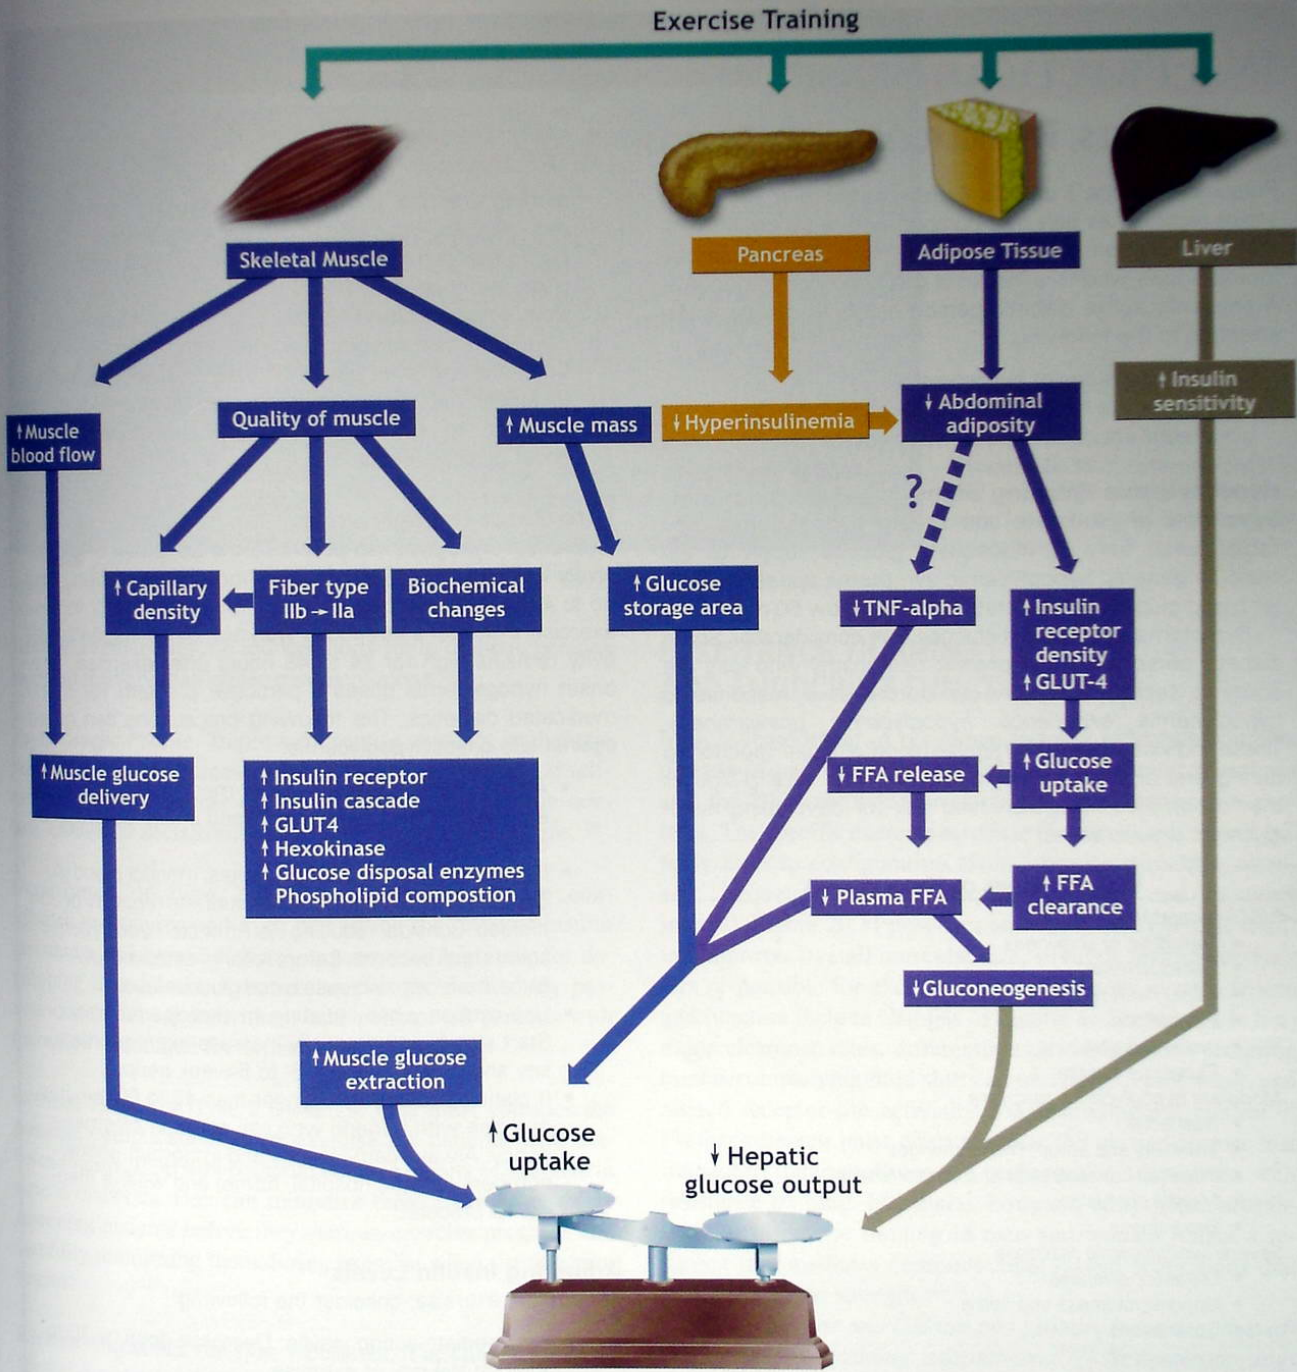 Exercise Training
Skeletal Muscle
Pancreas
Adipose Tissue
Liver
↑Muscle
blood flow
Quality of muscle
↑ Muscle mass
↓ Hyperinsulinemia
↓ Abdominal
adiposity
↑ Insulin
sensitivity
?
↑ Capillary
density
Fiber type
IIb → IIa
Biochemical
changes
↑ Glucose
storage area
↓TNF-alpha
↑ Insulin
receptor
density
↑ GLUT-4
↑Muscle glucose
delivery
↑ Insulin receptor
↑ Insulin cascade
↑ GLUT4
↑ Hexokinase
↑ Glucose disposal enzymes
Phospholipid compostion
↓ FFA release
↑ Glucose
uptake
↓ Plasma FFA
↑ FFA
clearance
↓Gluconeogenesis
↑ Muscle glucose
extraction
↑ Glucose
uptake
↓ Hepatic
glucose output